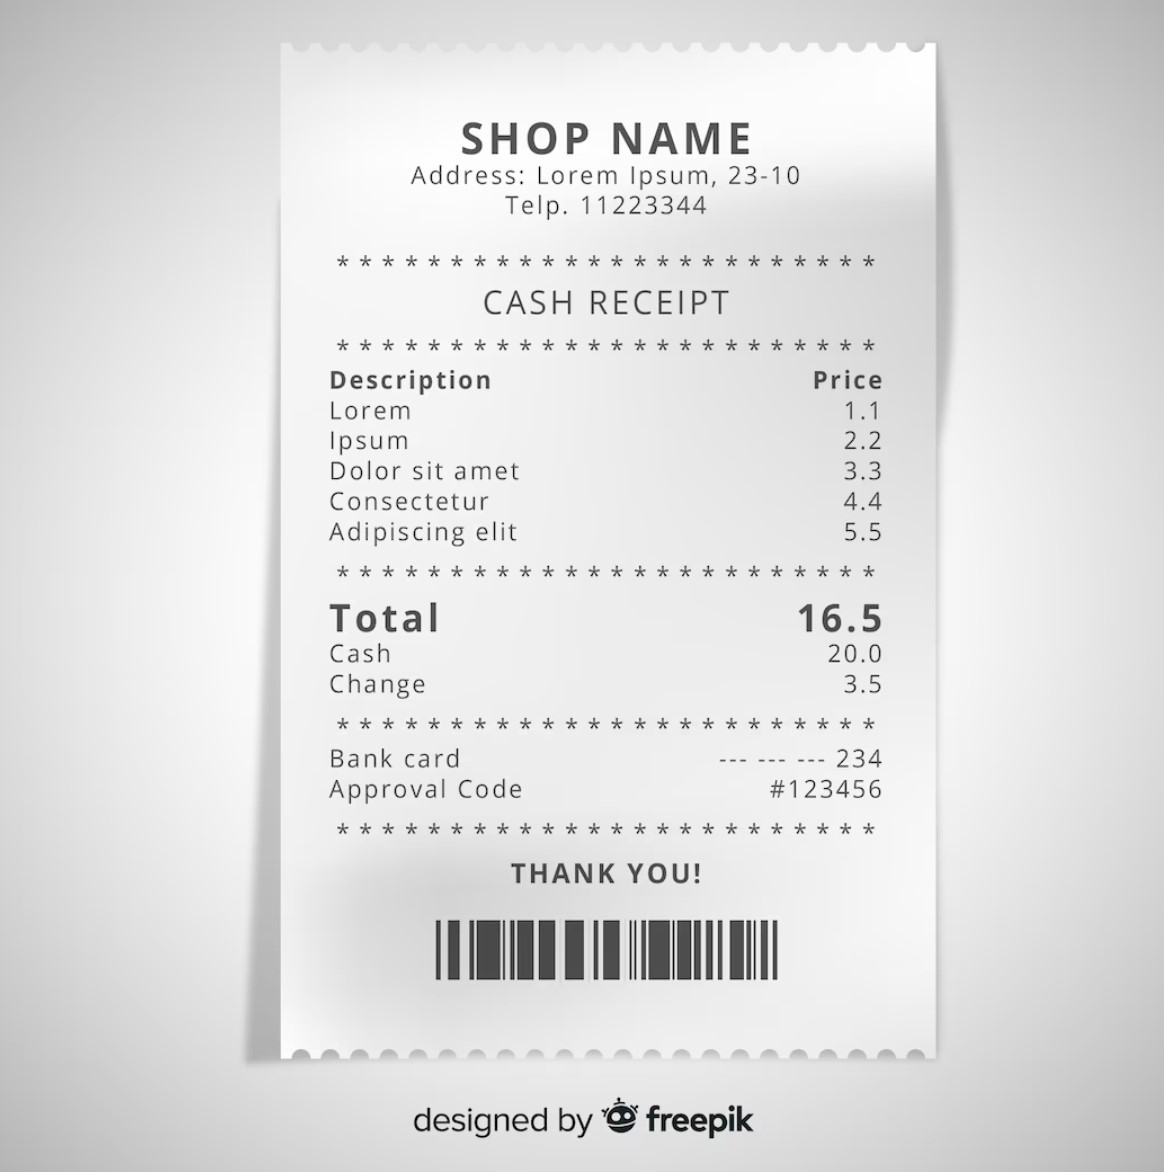 SHOP NAME
Address: Lorem Ipsum, 23-10
Telp. 11223344
* * * * * * * * * * * * * * * * * * * * * * * *
CASH RECEIPT
* * * * * * * * * * * * * * * * * * * * * * * *
Description Price
Lorem 1.1
Ipsum 2.2
Dolor sit amet 3.3
Consectetur 4.4
Adipiscing elit 5.5
* * * * * * * * * * * * * * * * * * * * * * * *
Total 16.5
Cash 20.0
Change 3.5
* * * * * * * * * * * * * * * * * * * * * * * *
Bank card --- --- --- 234
Approval Code #123456
* * * * * * * * * * * * * * * * * * * * * * * *
THANK YOU!
designed by freepik